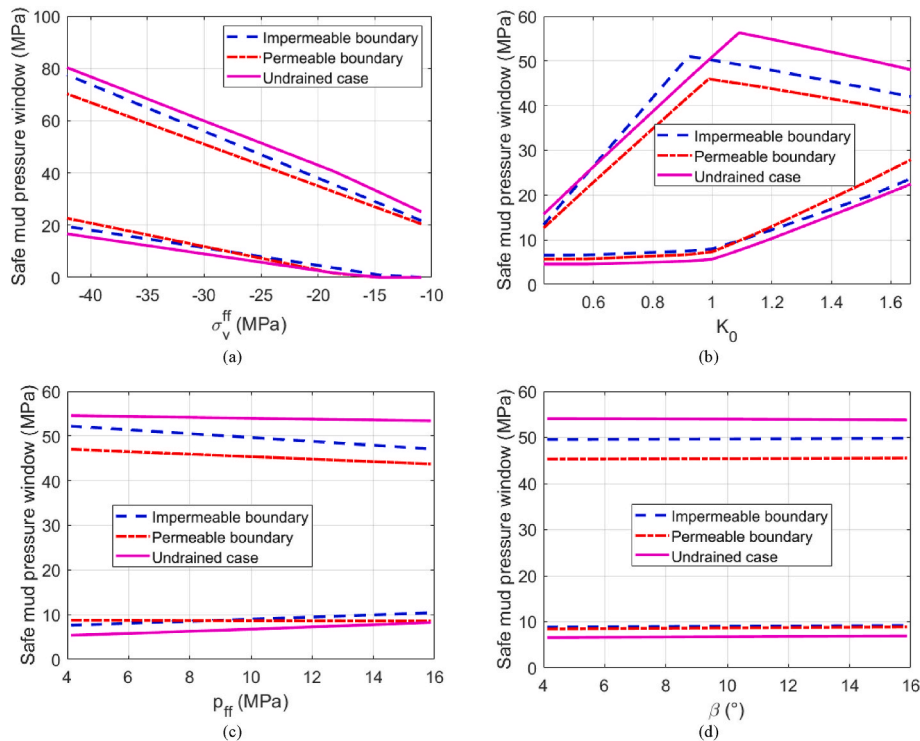 Safe mud pressure window (MPa)
100
80
60
40
20
0
Impermeable boundary
Permeable boundary
Undrained case
-40 -35 -30 -25 -20 -15 -10
σ_v^ff (MPa)
(a)
Safe mud pressure window (MPa)
60
50
40
30
20
10
0
Impermeable boundary
Permeable boundary
Undrained case
0.6 0.8 1 1.2 1.4 1.6
K_0
(b)
Safe mud pressure window (MPa)
60
50
40
30
20
10
0
Impermeable boundary
Permeable boundary
Undrained case
4 6 8 10 12 14 16
p_ff (MPa)
(c)
Safe mud pressure window (MPa)
60
50
40
30
20
10
0
Impermeable boundary
Permeable boundary
Undrained case
4 6 8 10 12 14 16
β (°)
(d)